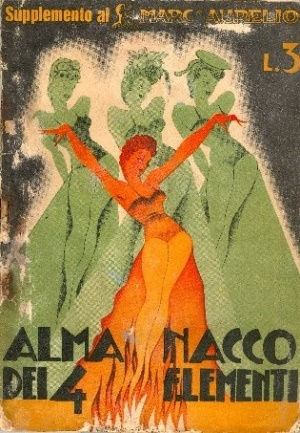 Supplemento al MARC'AURELIO
L.3
ALMANACCO
DEI 4 ELEMENTI